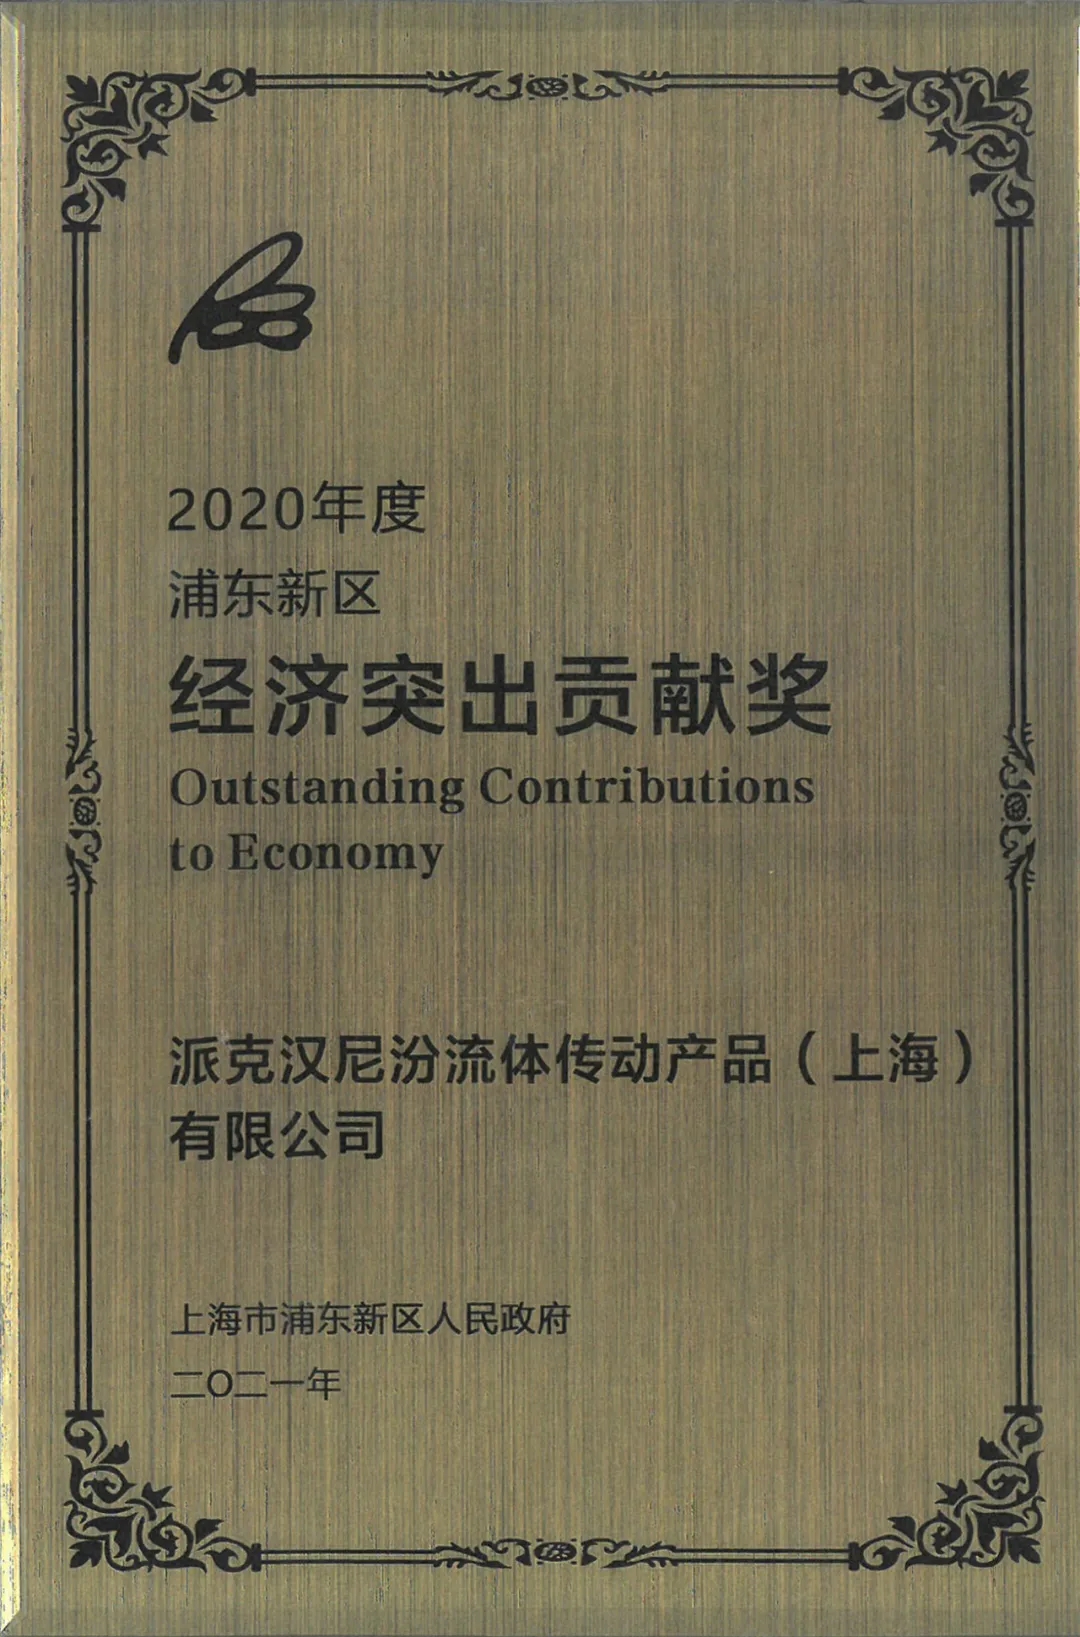 2020年度
浦东新区
经济突出贡献奖
Outstanding Contributions
to Economy
派克汉尼汾流体传动产品（上海）
有限公司
上海市浦东新区人民政府
二〇二一年